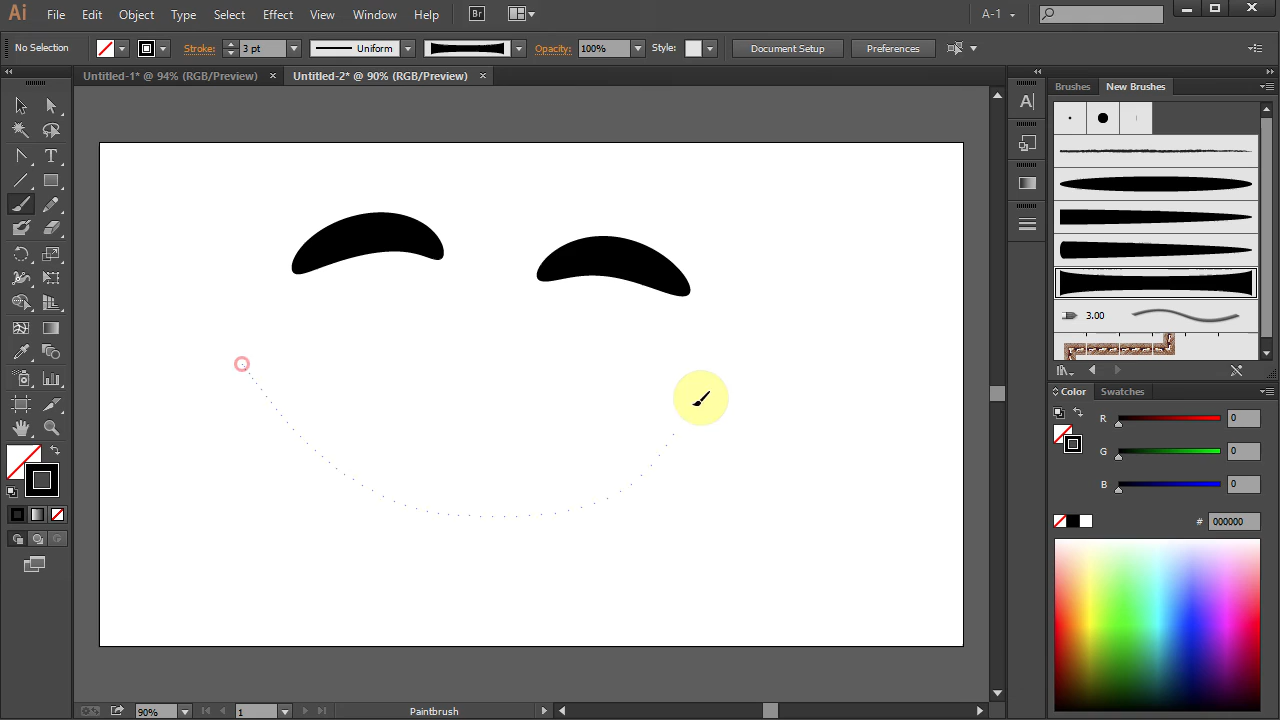 Ai File Edit Object Type Select Effect View Window Help Br A-1
No Selection Stroke: 3 pt Uniform Opacity: 100% Style: Document Setup Preferences
Untitled-1* @ 94% (RGB/Preview) × Untitled-2* @ 90% (RGB/Preview) ×
Brushes New Brushes
3.00
Color Swatches
R 0
G 0
B 0
# 000000
90% 1 Paintbrush